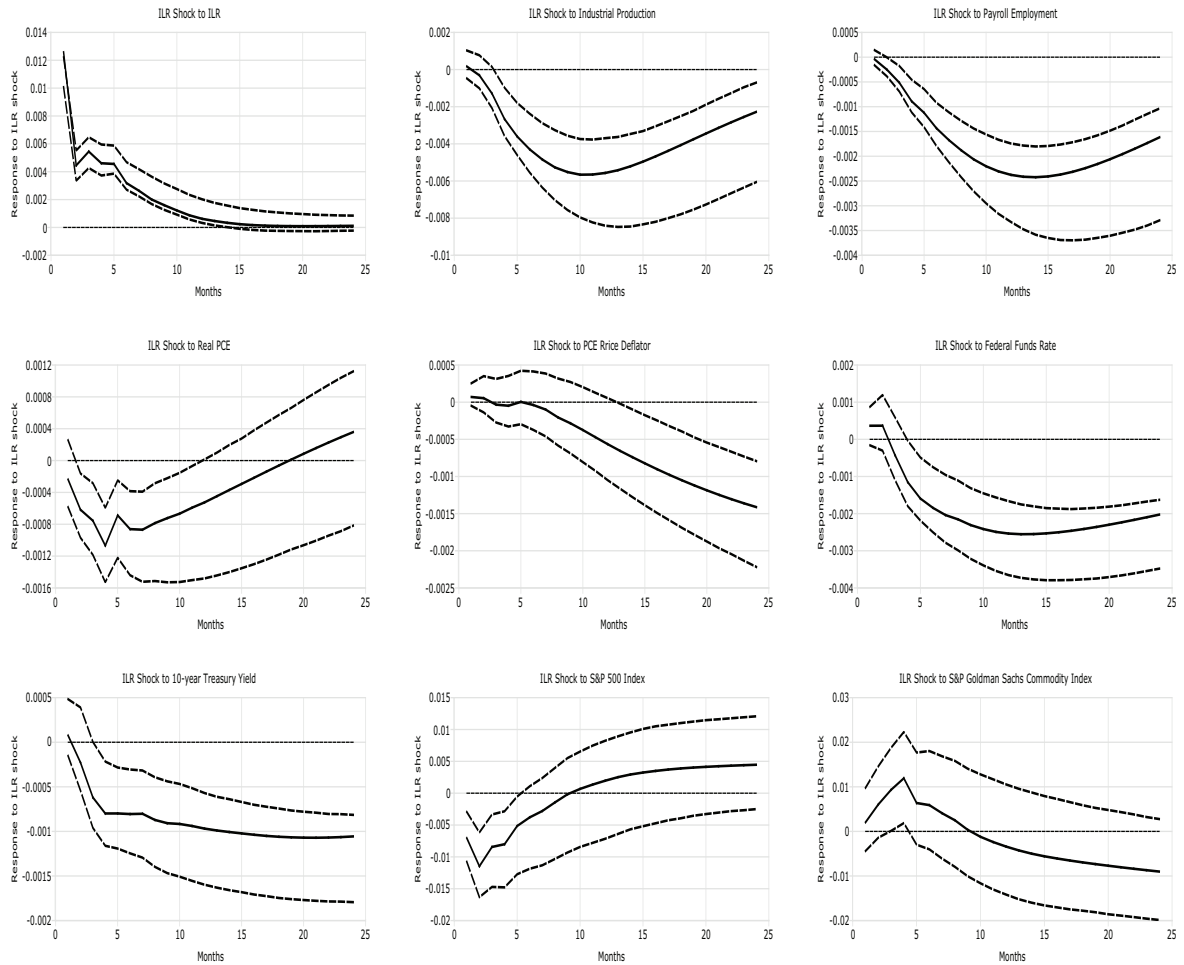 ILR Shock to ILR
Response to ILR shock
0.014
0.012
0.01
0.008
0.006
0.004
0.002
0
-0.002
0 5 10 15 20 25
Months
ILR Shock to Industrial Production
Response to ILR shock
0.002
0
-0.002
-0.004
-0.006
-0.008
-0.01
0 5 10 15 20 25
Months
ILR Shock to Payroll Employment
Response to ILR shock
0.0005
0
-0.0005
-0.001
-0.0015
-0.002
-0.0025
-0.003
-0.0035
-0.004
0 5 10 15 20 25
Months
ILR Shock to Real PCE
Response to ILR shock
0.0012
0.0008
0.0004
0
-0.0004
-0.0008
-0.0012
-0.0016
0 5 10 15 20 25
Months
ILR Shock to PCE Rrice Deflator
Response to ILR shock
0.0005
0
-0.0005
-0.001
-0.0015
-0.002
-0.0025
0 5 10 15 20 25
Months
ILR Shock to Federal Funds Rate
Response to ILR shock
0.002
0.001
0
-0.001
-0.002
-0.003
-0.004
0 5 10 15 20 25
Months
ILR Shock to 10-year Treasury Yield
Response to ILR shock
0.0005
0
-0.0005
-0.001
-0.0015
-0.002
0 5 10 15 20 25
Months
ILR Shock to S&P 500 Index
Response to ILR shock
0.015
0.01
0.005
0
-0.005
-0.01
-0.015
-0.02
0 5 10 15 20 25
Months
ILR Shock to S&P Goldman Sachs Commodity Index
Response to ILR shock
0.03
0.02
0.01
0
-0.01
-0.02
0 5 10 15 20 25
Months